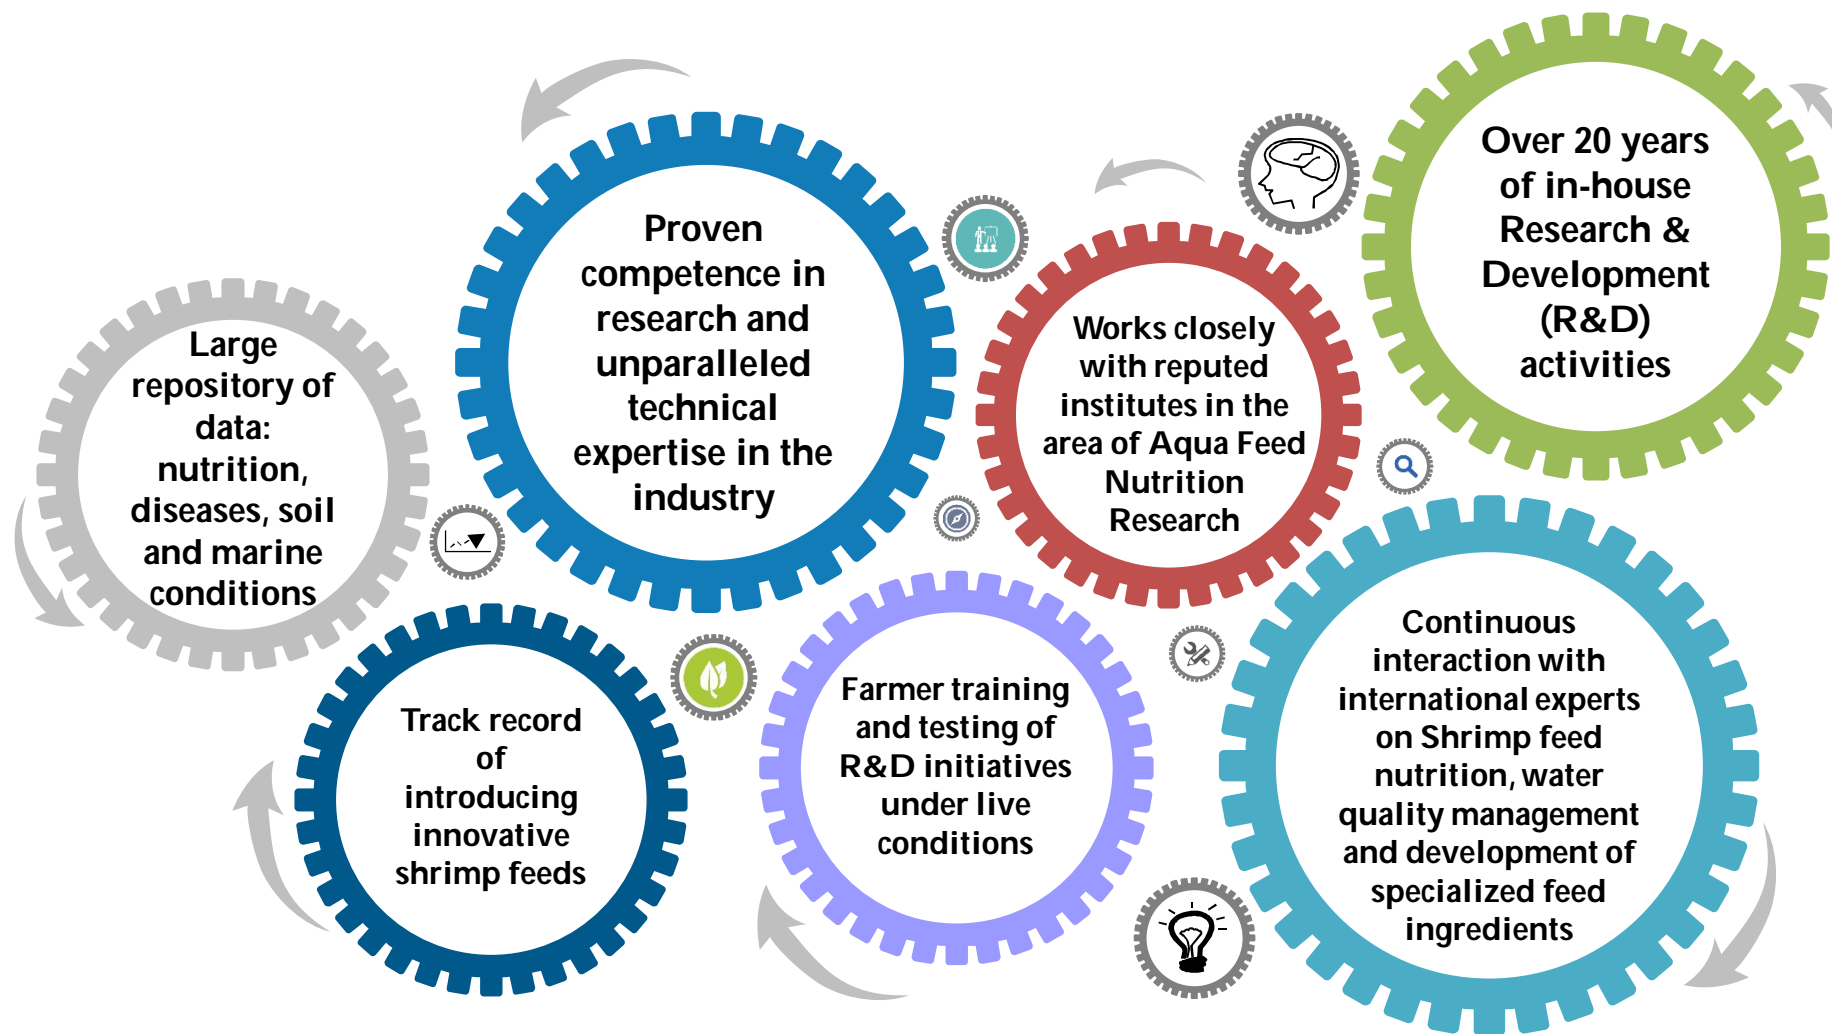 Large
repository of
data:
nutrition,
diseases, soil
and marine
conditions
Proven
competence in
research and
unparalleled
technical
expertise in the
industry
Works closely
with reputed
institutes in the
area of Aqua Feed
Nutrition
Research
Over 20 years
of in-house
Research &
Development
(R&D)
activities
Track record
of
introducing
innovative
shrimp feeds
Farmer training
and testing of
R&D initiatives
under live
conditions
Continuous
interaction with
international experts
on Shrimp feed
nutrition, water
quality management
and development of
specialized feed
ingredients